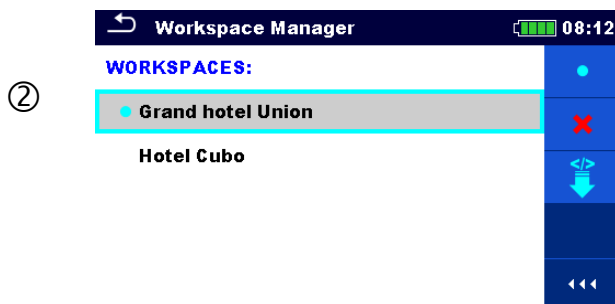 Workspace Manager 08:12
WORKSPACES:
②
Grand hotel Union
Hotel Cubo
</>